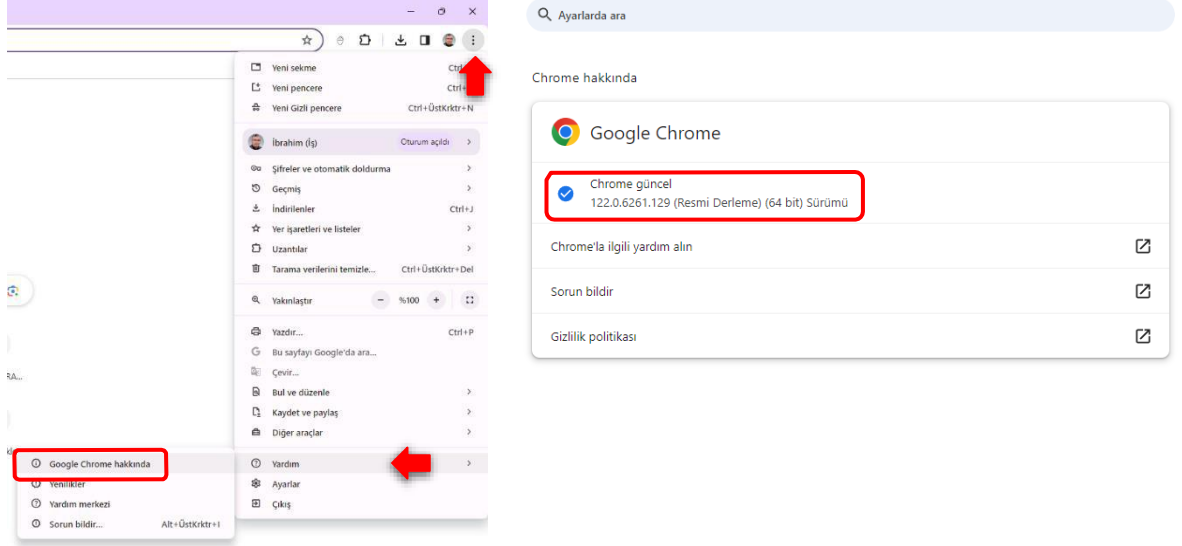 Yeni sekme
Yeni pencere
Yeni Gizli pencere Ctrl+ÜstKrktr+N
İbrahim (İş) Oturum açıldı
Şifreler ve otomatik doldurma
Geçmiş
İndirilenler Ctrl+J
Yer işaretleri ve listeler
Uzantılar
Tarama verilerini temizle... Ctrl+ÜstKrktr+Del
Yakınlaştır - %100 +
Yazdır... Ctrl+P
Bu sayfayı Google'da ara...
Çevir...
Bul ve düzenle
Kaydet ve paylaş
Diğer araçlar
Yardım
Ayarlar
Çıkış
Google Chrome hakkında
Yenilikler
Yardım merkezi
Sorun bildir... Alt+ÜstKrktr+I
Ayarlarda ara
Chrome hakkında
Google Chrome
Chrome güncel
122.0.6261.129 (Resmi Derleme) (64 bit) Sürümü
Chrome'la ilgili yardım alın
Sorun bildir
Gizlilik politikası